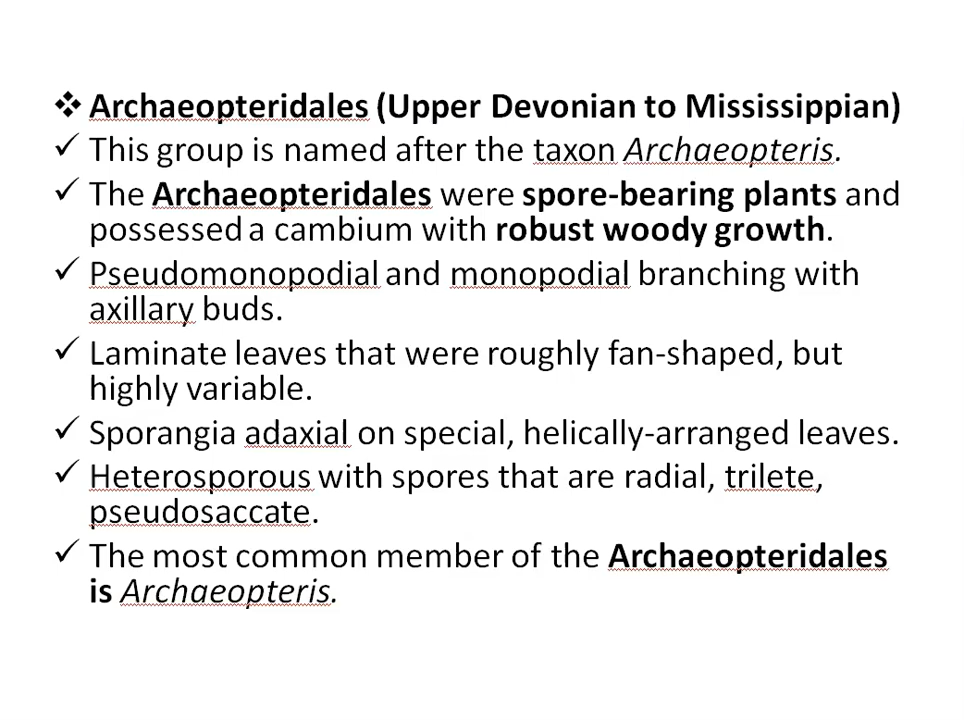 ❖ Archaeopteridales (Upper Devonian to Mississippian)
✓ This group is named after the taxon Archaeopteris.
✓ The Archaeopteridales were spore-bearing plants and
possessed a cambium with robust woody growth.
✓ Pseudomonopodial and monopodial branching with
axillary buds.
✓ Laminate leaves that were roughly fan-shaped, but
highly variable.
✓ Sporangia adaxial on special, helically-arranged leaves.
✓ Heterosporous with spores that are radial, trilete,
pseudosaccate.
✓ The most common member of the Archaeopteridales
is Archaeopteris.